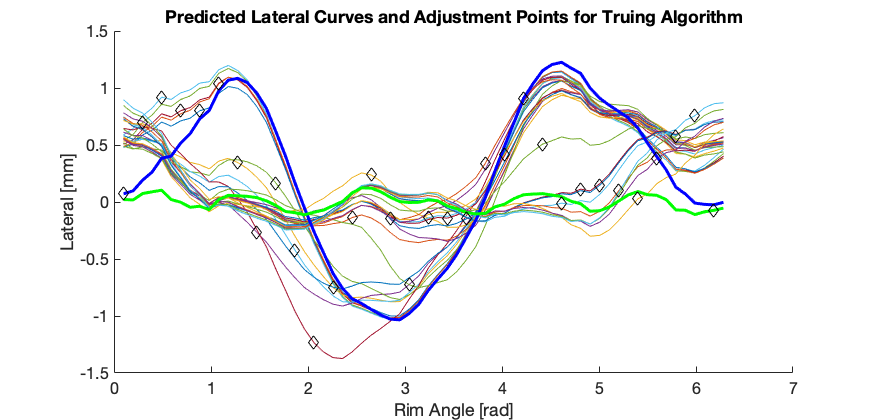 Predicted Lateral Curves and Adjustment Points for Truing Algorithm
1.5
1
0.5
0
-0.5
-1
-1.5
Lateral [mm]
0 1 2 3 4 5 6 7
Rim Angle [rad]